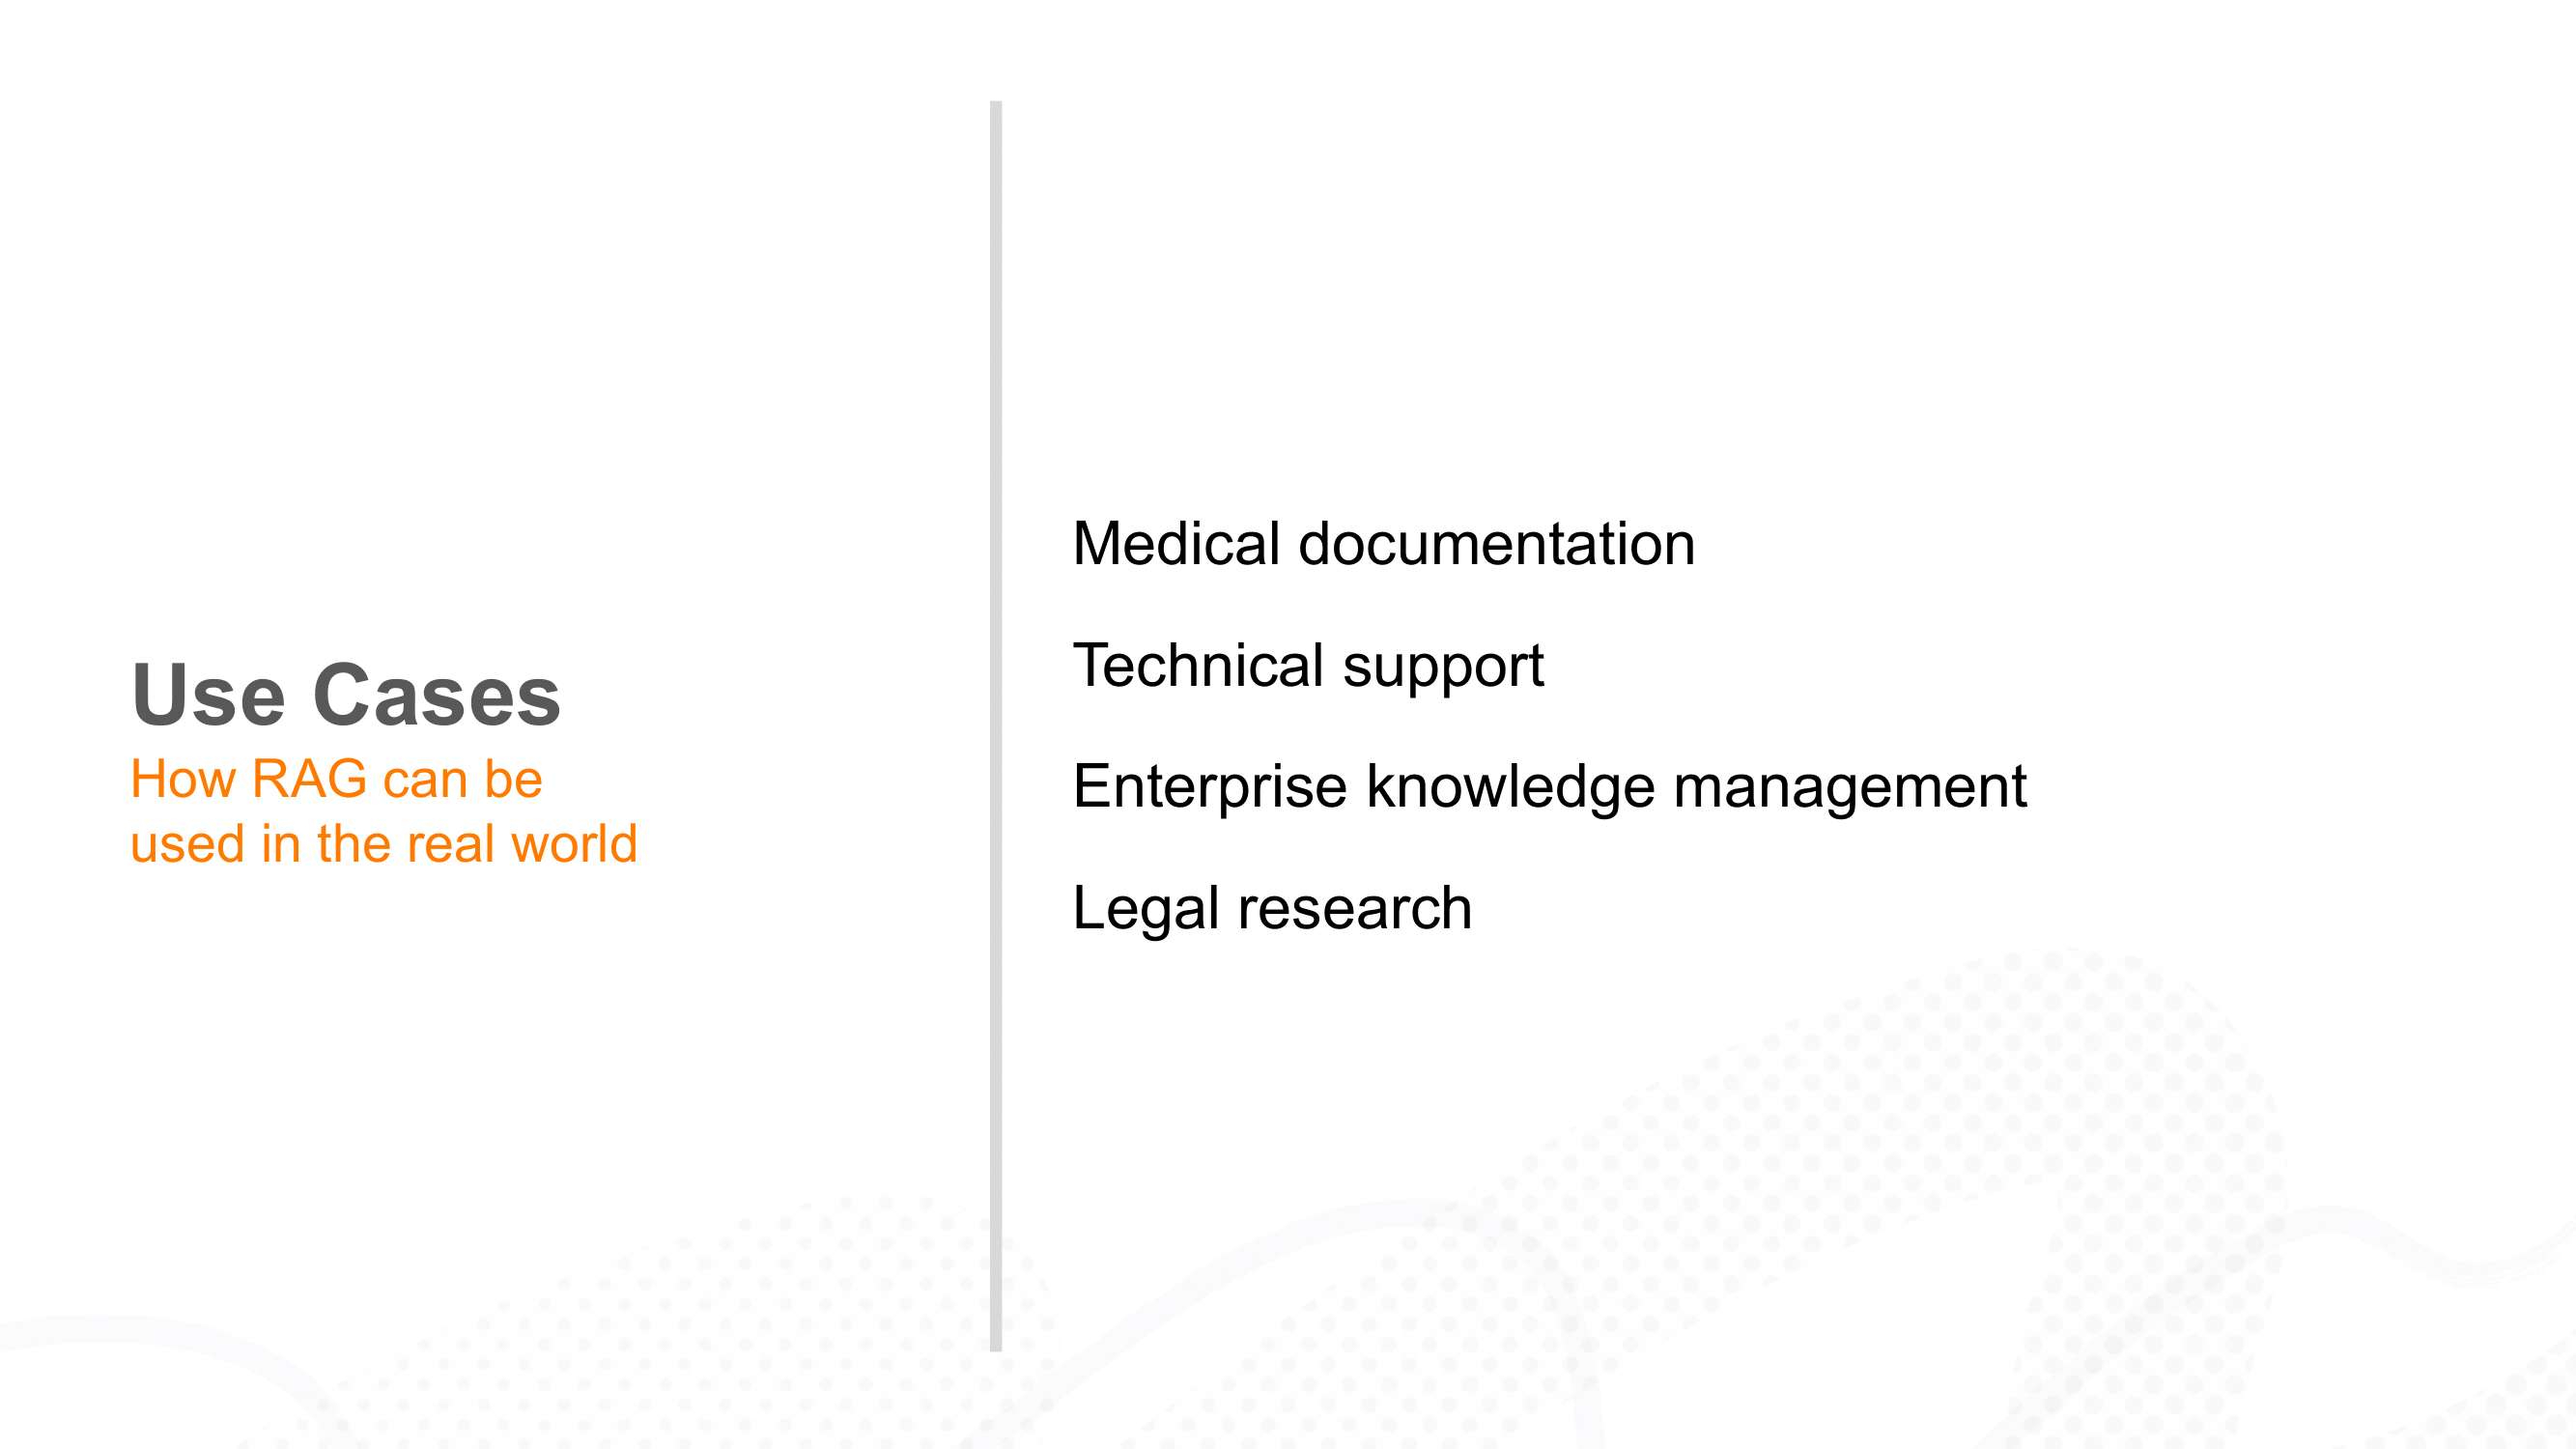 Use Cases
How RAG can be
used in the real world
Medical documentation
Technical support
Enterprise knowledge management
Legal research